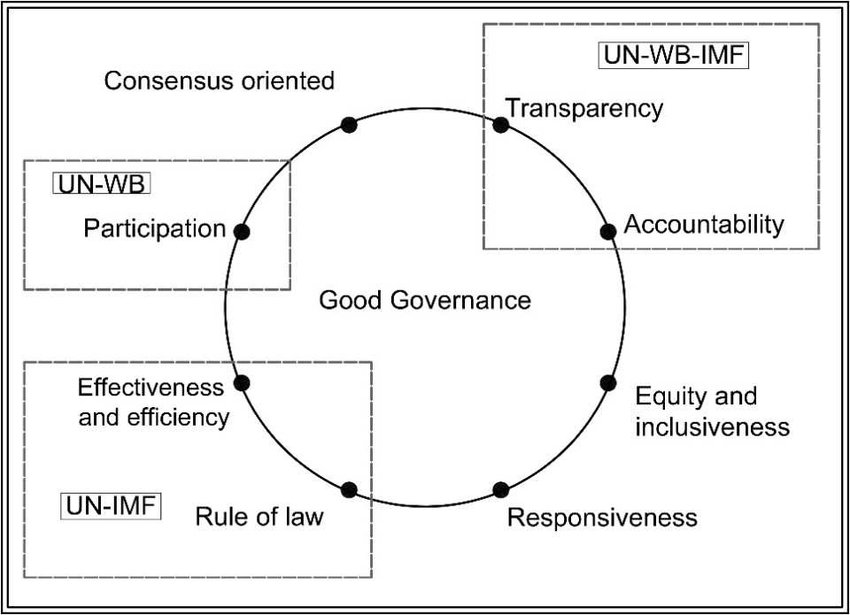 UN-WB-IMF
Consensus oriented
Transparency
UN-WB
Participation
Accountability
Good Governance
Effectiveness
and efficiency
Equity and
inclusiveness
UN-IMF
Rule of law
Responsiveness